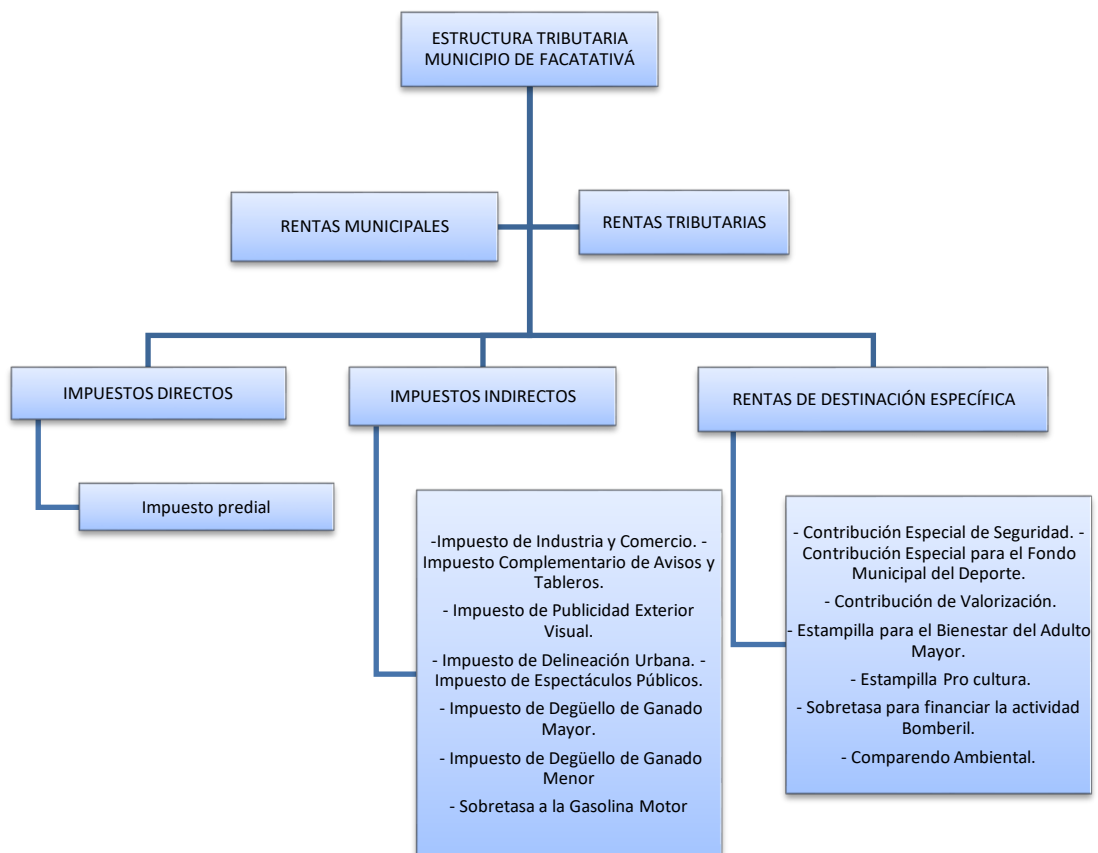 ESTRUCTURA TRIBUTARIA
MUNICIPIO DE FACATATIVÁ
RENTAS MUNICIPALES
RENTAS TRIBUTARIAS
IMPUESTOS DIRECTOS
IMPUESTOS INDIRECTOS
RENTAS DE DESTINACIÓN ESPECÍFICA
Impuesto predial
-Impuesto de Industria y Comercio. -
Impuesto Complementario de Avisos y
Tableros.
- Impuesto de Publicidad Exterior
Visual.
- Impuesto de Delineación Urbana. -
Impuesto de Espectáculos Públicos.
- Impuesto de Degüello de Ganado
Mayor.
- Impuesto de Degüello de Ganado
Menor
- Sobretasa a la Gasolina Motor
- Contribución Especial de Seguridad. -
Contribución Especial para el Fondo
Municipal del Deporte.
- Contribución de Valorización.
- Estampilla para el Bienestar del Adulto
Mayor.
- Estampilla Pro cultura.
- Sobretasa para financiar la actividad
Bomberil.
- Comparendo Ambiental.